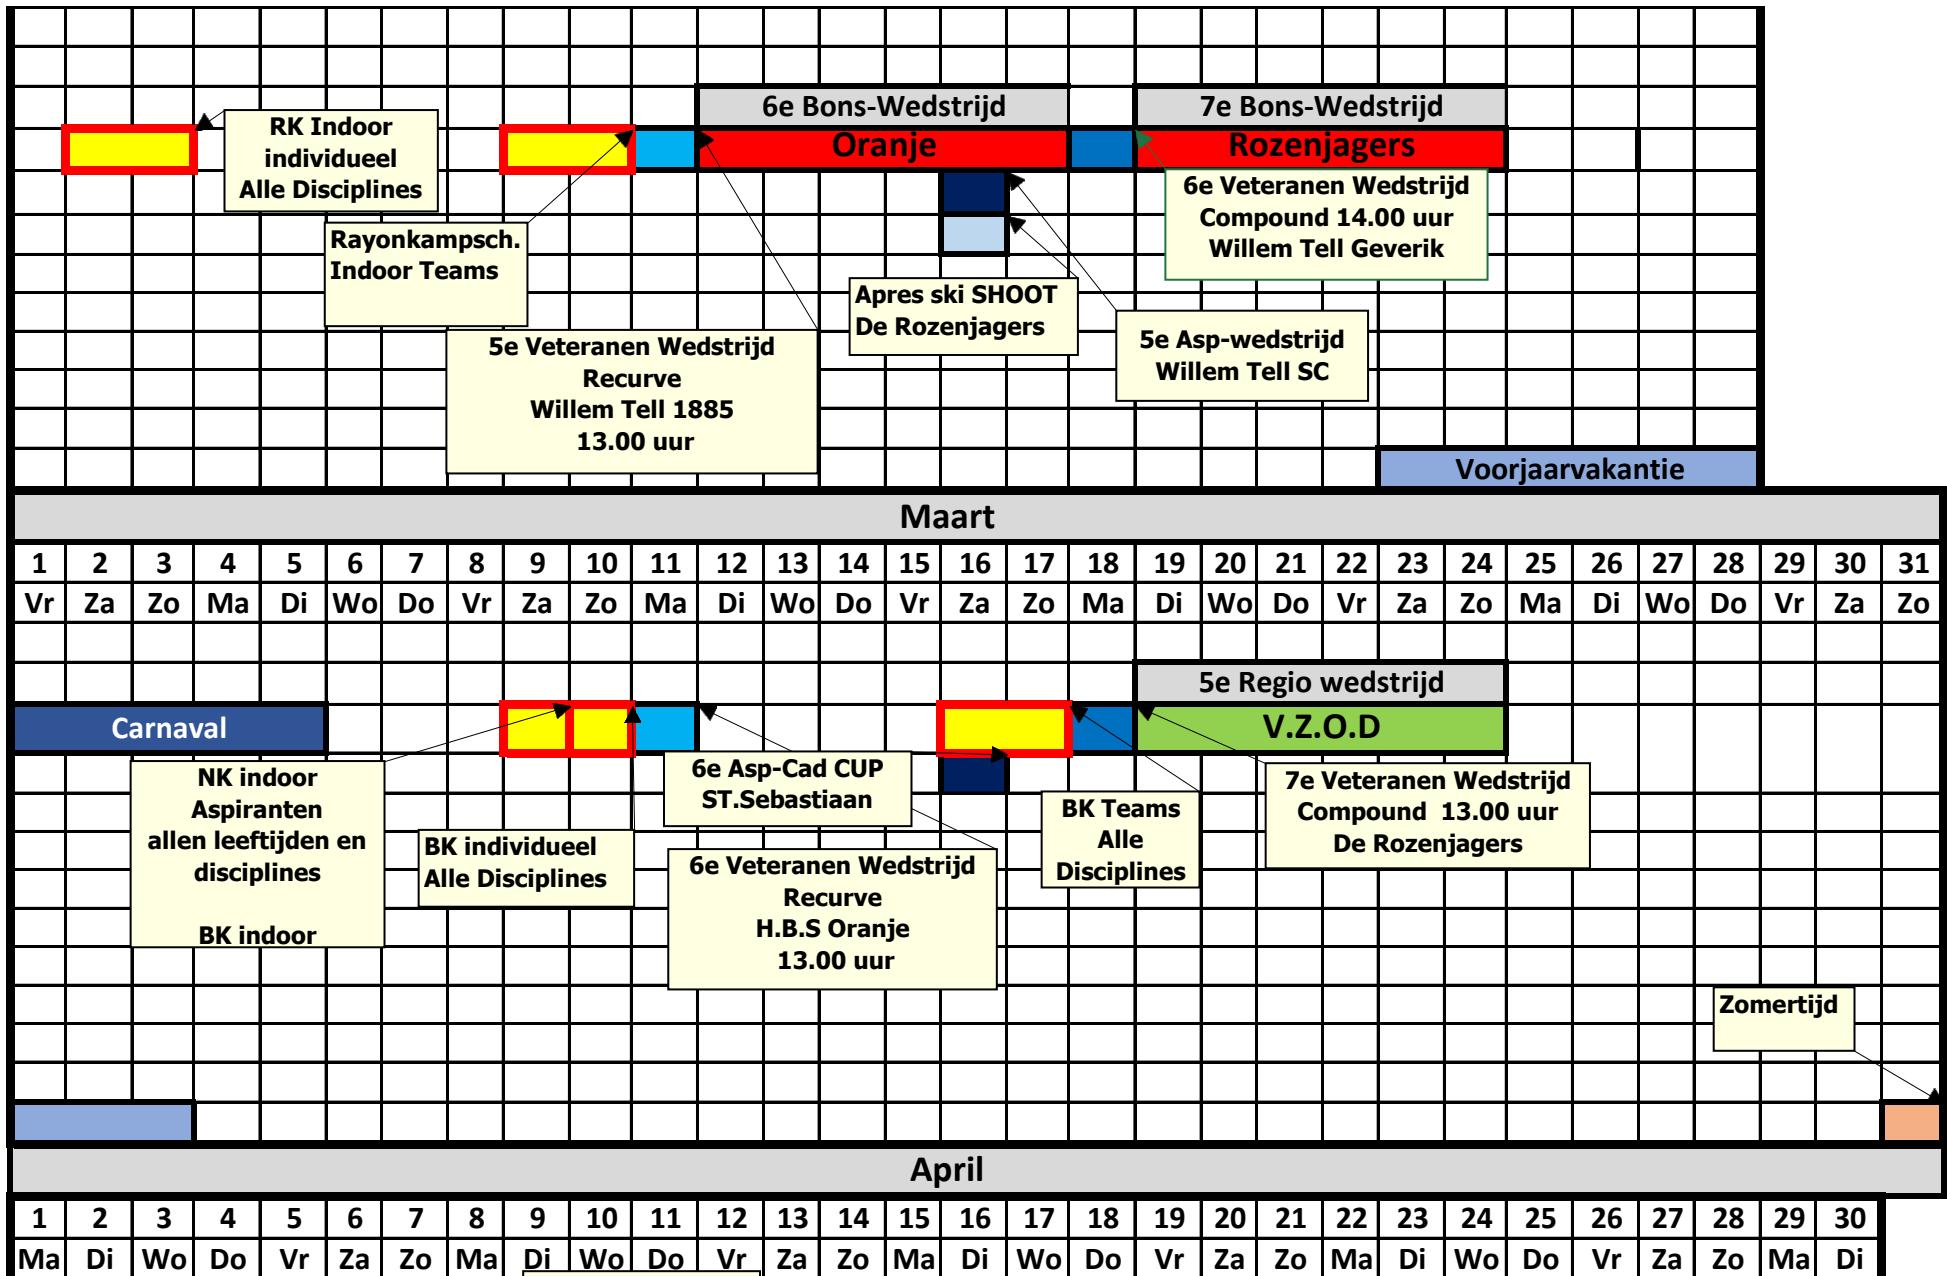 6e Bons-Wedstrijd 7e Bons-Wedstrijd
Oranje Rozenjagers
RK Indoor
individueel
Alle Disciplines
6e Veteranen Wedstrijd
Compound 14.00 uur
Willem Tell Geverik
Rayonkampsch.
Indoor Teams
Apres ski SHOOT
De Rozenjagers
5e Asp-wedstrijd
Willem Tell SC
5e Veteranen Wedstrijd
Recurve
Willem Tell 1885
13.00 uur
Voorjaarvakantie
Maart
1 2 3 4 5 6 7 8 9 10 11 12 13 14 15 16 17 18 19 20 21 22 23 24 25 26 27 28 29 30 31
Vr Za Zo Ma Di Wo Do Vr Za Zo Ma Di Wo Do Vr Za Zo Ma Di Wo Do Vr Za Zo Ma Di Wo Do Vr Za Zo
5e Regio wedstrijd
Carnaval V.Z.O.D
NK indoor
Aspiranten
allen leeftijden en
disciplines
BK indoor
BK individueel
Alle Disciplines
6e Asp-Cad CUP
ST.Sebastiaan
6e Veteranen Wedstrijd
Recurve
H.B.S Oranje
13.00 uur
BK Teams
Alle
Disciplines
7e Veteranen Wedstrijd
Compound 13.00 uur
De Rozenjagers
Zomertijd
April
1 2 3 4 5 6 7 8 9 10 11 12 13 14 15 16 17 18 19 20 21 22 23 24 25 26 27 28 29 30
Ma Di Wo Do Vr Za Zo Ma Di Wo Do Vr Za Zo Ma Di Wo Do Vr Za Zo Ma Di Wo Do Vr Za Zo Ma Di